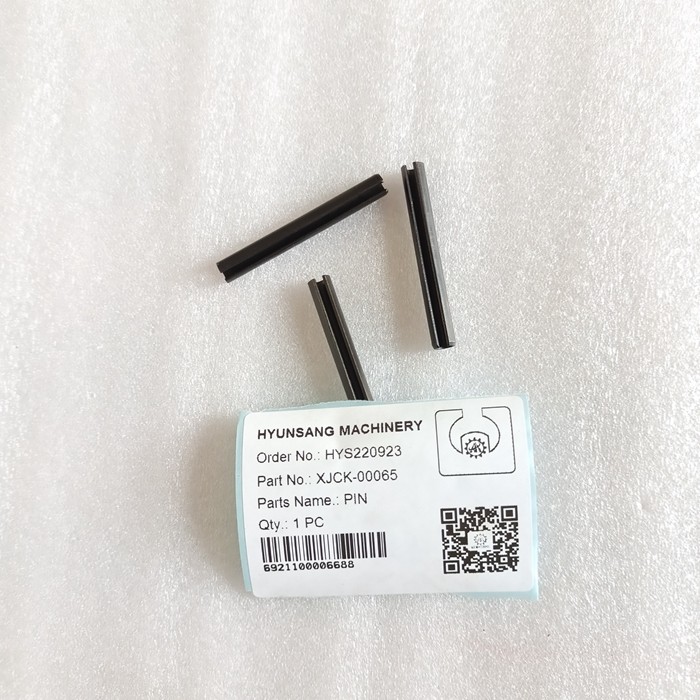 HYUNSANG MACHINERY
Order No.: HYS220923
Part No.: XJCK-00065
Parts Name.: PIN
Qty.: 1 PC
6921100006688